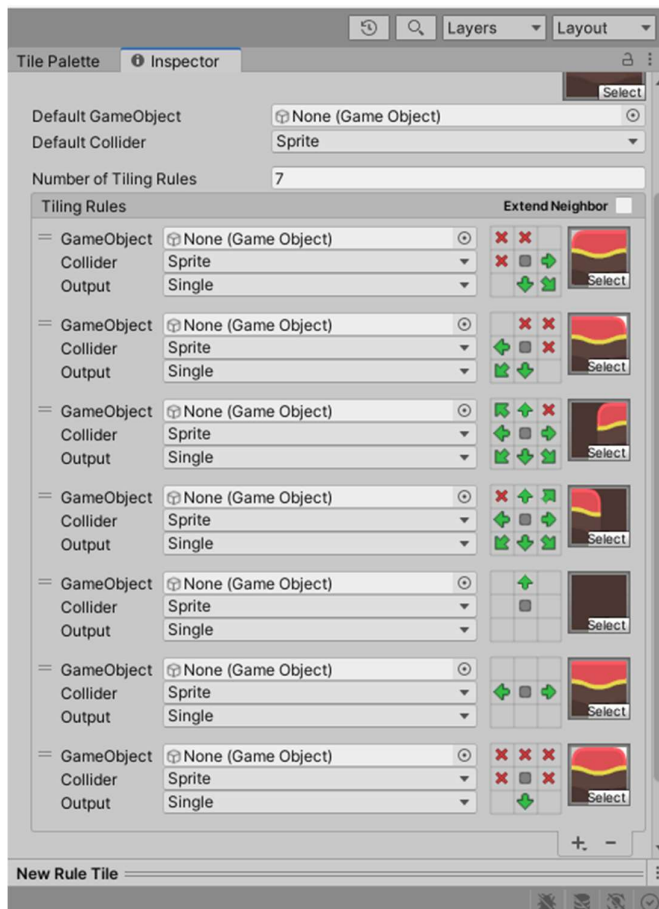 Layers Layout
Tile Palette Inspector
Select
Default GameObject None (Game Object)
Default Collider Sprite
Number of Tiling Rules 7
Tiling Rules Extend Neighbor
GameObject None (Game Object)
Collider Sprite
Output Single
Select
GameObject None (Game Object)
Collider Sprite
Output Single
Select
GameObject None (Game Object)
Collider Sprite
Output Single
Select
GameObject None (Game Object)
Collider Sprite
Output Single
Select
GameObject None (Game Object)
Collider Sprite
Output Single
Select
GameObject None (Game Object)
Collider Sprite
Output Single
Select
GameObject None (Game Object)
Collider Sprite
Output Single
Select
New Rule Tile